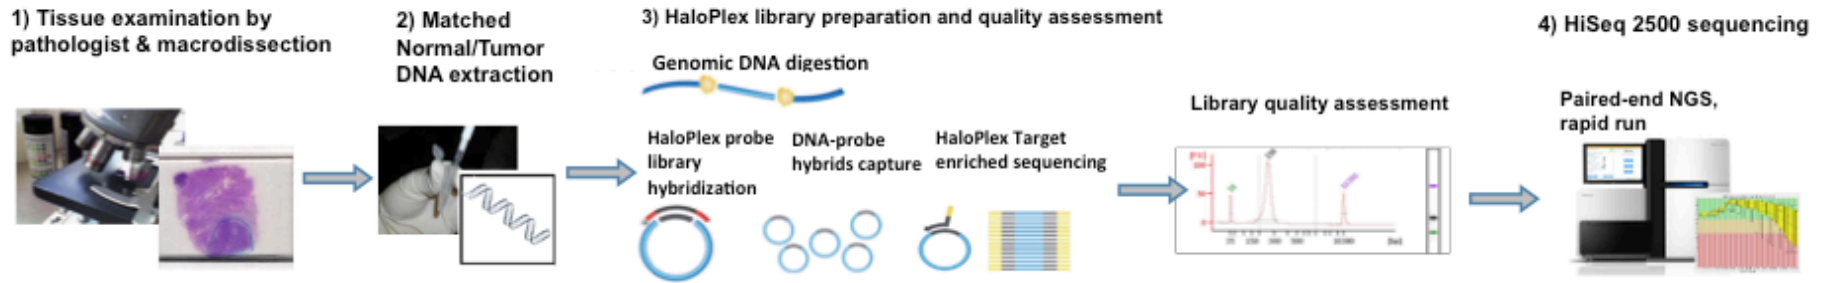 1) Tissue examination by
pathologist & macrodissection
2) Matched
Normal/Tumor
DNA extraction
3) HaloPlex library preparation and quality assessment
Genomic DNA digestion
HaloPlex probe
library
hybridization
DNA-probe
hybrids capture
HaloPlex Target
enriched sequencing
Library quality assessment
4) HiSeq 2500 sequencing
Paired-end NGS,
rapid run